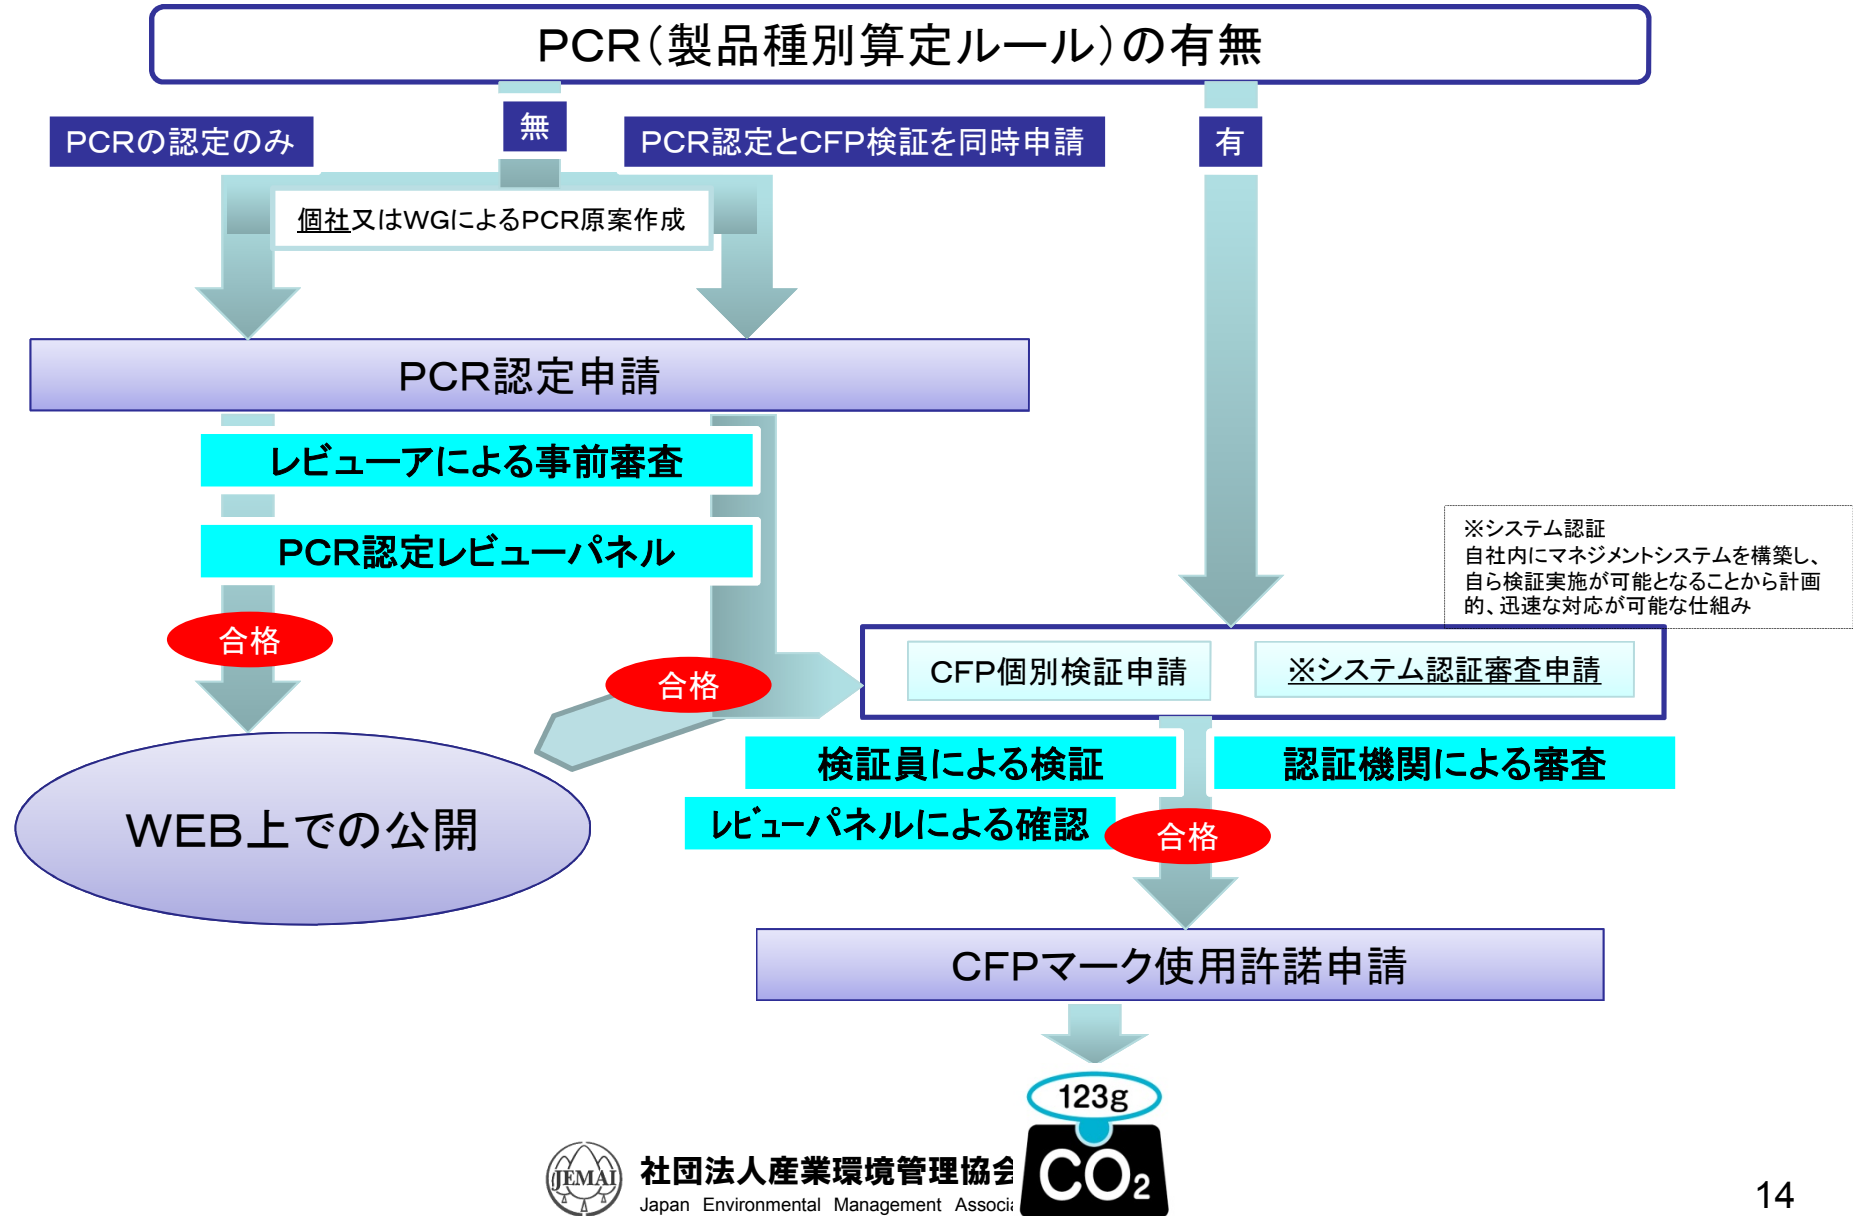 PCR(製品種別算定ルール)の有無
無
有
PCRの認定のみ
PCR認定とCFP検証を同時申請
個社又はWGによるPCR原案作成
PCR認定申請
レビューアによる事前審査
PCR認定レビューパネル
※システム認証
自社内にマネジメントシステムを構築し、
自ら検証実施が可能となることから計画
的、迅速な対応が可能な仕組み
合格
合格
CFP個別検証申請
※システム認証審査申請
検証員による検証
認証機関による審査
レビューパネルによる確認
合格
WEB上での公開
CFPマーク使用許諾申請
123g
CO2
JEMAI
社団法人産業環境管理協会
Japan Environmental Management Associa
14